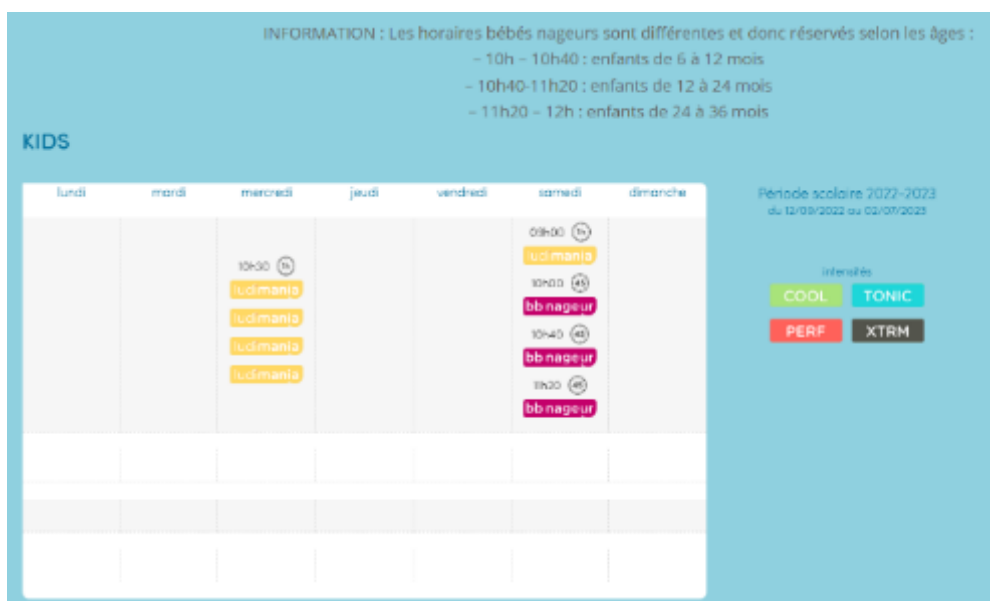 INFORMATION : Les horaires bébés nageurs sont différentes et donc réservés selon les âges :
– 10h – 10h40 : enfants de 6 à 12 mois
– 10h40-11h20 : enfants de 12 à 24 mois
– 11h20 – 12h : enfants de 24 à 36 mois
KIDS
lundi mardi mercredi jeudi vendredi samedi dimanche
10h30 1h
ludimania
ludimania
ludimania
ludimania
09h00 1h
ludimania
10h00 45
bb nageur
10h40
bb nageur
11h20 45
bb nageur
Période scolaire 2022-2023
du 12/09/2022 au 02/07/2023
intensités
COOL TONIC
PERF XTRM